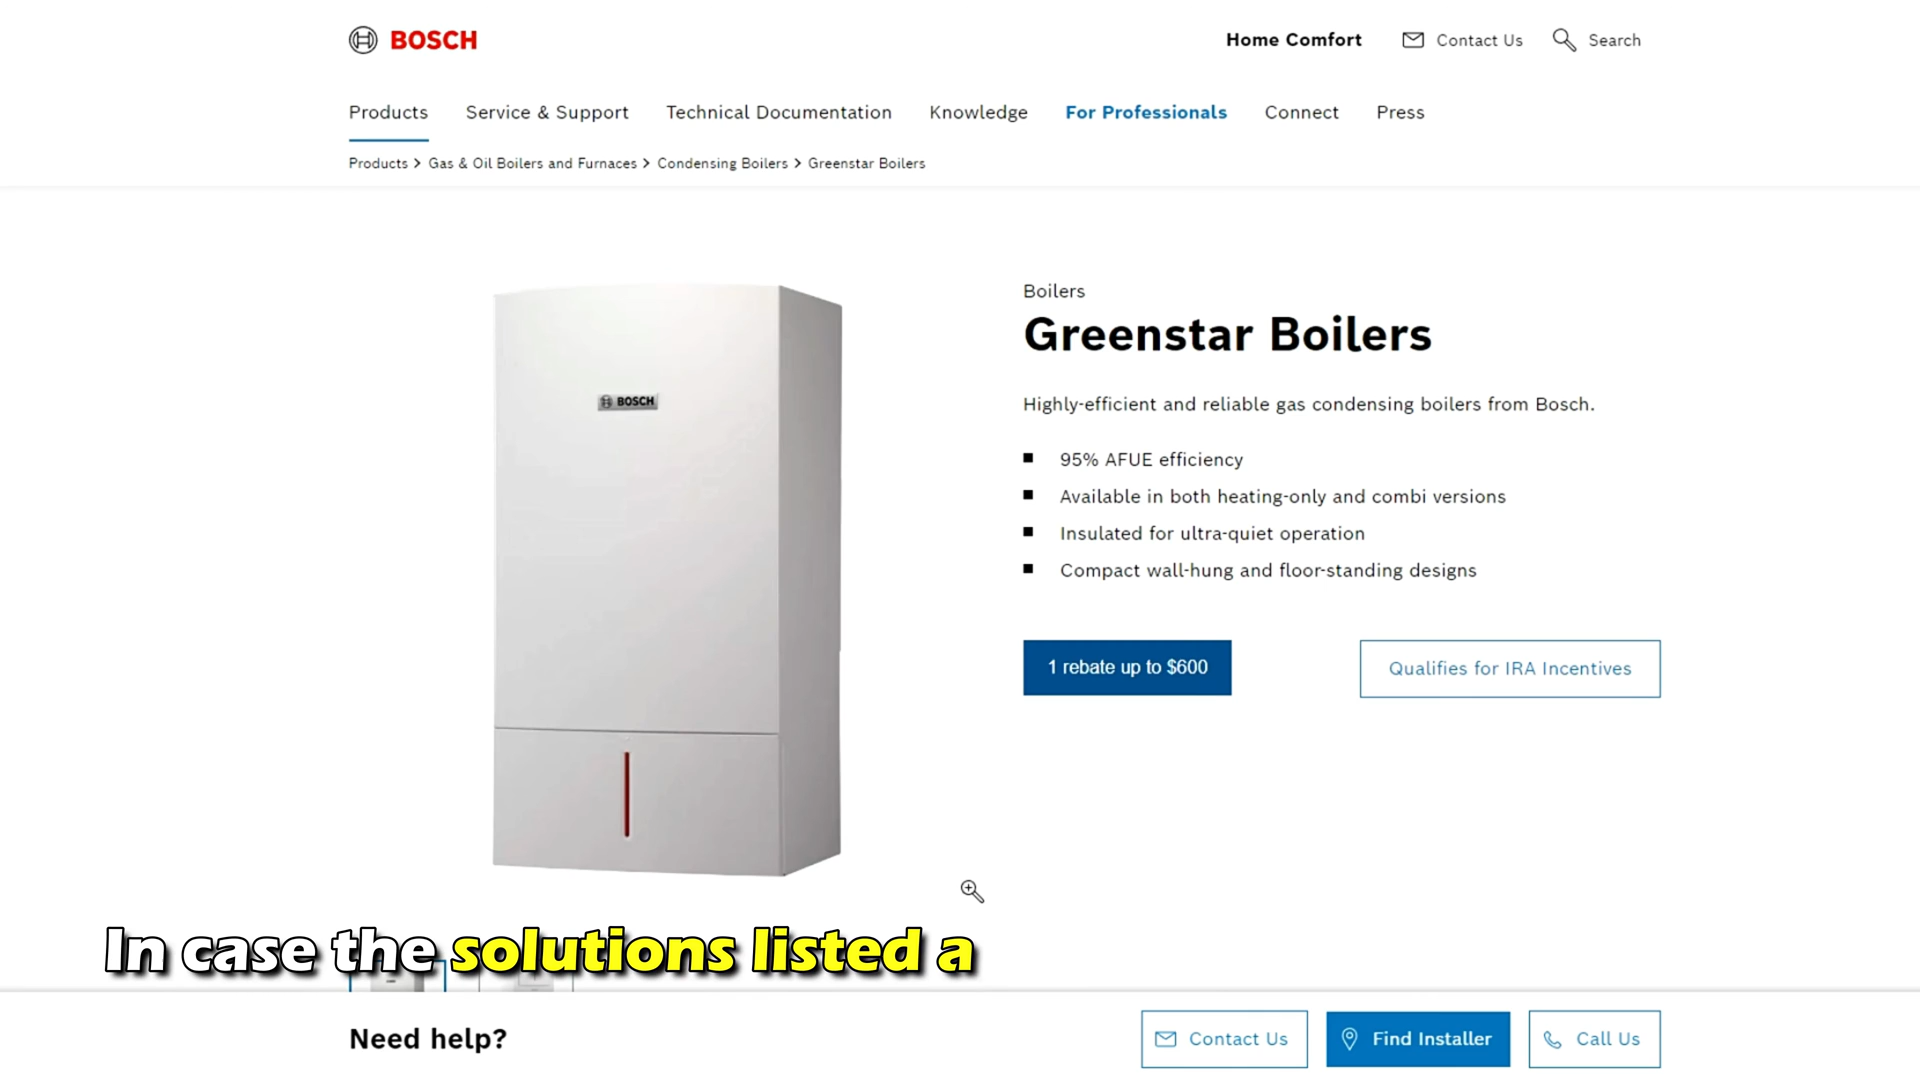 BOSCH
Home Comfort
Contact Us
Search
Products
Service & Support
Technical Documentation
Knowledge
For Professionals
Connect
Press
Products > Gas & Oil Boilers and Furnaces > Condensing Boilers > Greenstar Boilers
BOSCH
Boilers
Greenstar Boilers
Highly-efficient and reliable gas condensing boilers from Bosch.
95% AFUE efficiency
Available in both heating-only and combi versions
Insulated for ultra-quiet operation
Compact wall-hung and floor-standing designs
1 rebate up to $600
Qualifies for IRA Incentives
In case the solutions listed a
Need help?
Contact Us
Find Installer
Call Us